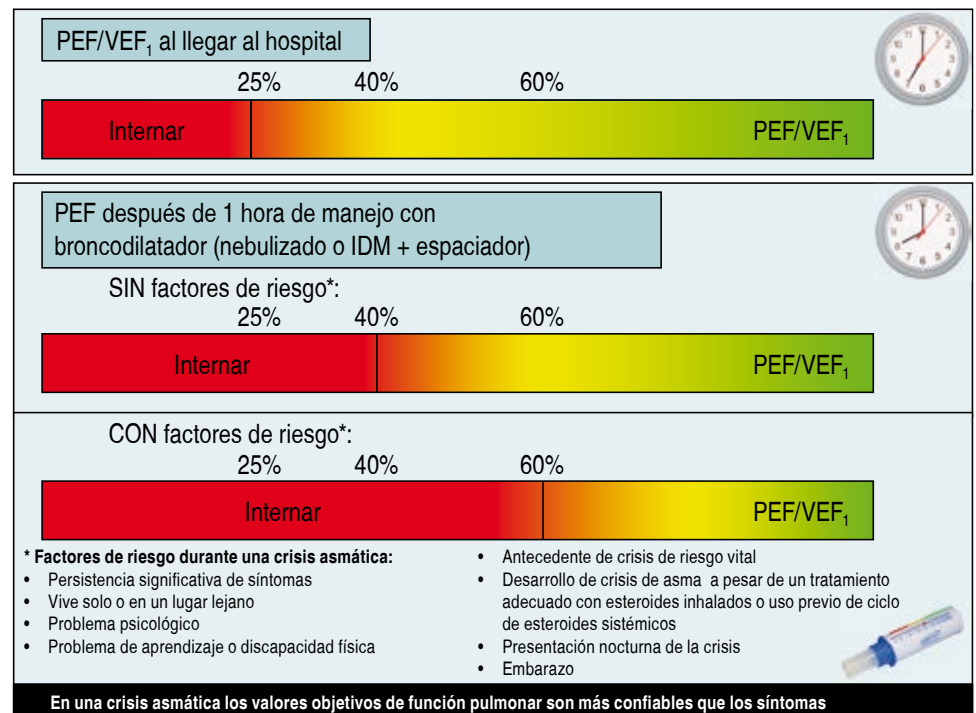 PEF/VEF₁ al llegar al hospital
25% 40% 60%
Internar PEF/VEF₁
PEF después de 1 hora de manejo con
broncodilatador (nebulizado o IDM + espaciador)
SIN factores de riesgo*:
25% 40% 60%
Internar PEF/VEF₁
CON factores de riesgo*:
25% 40% 60%
Internar PEF/VEF₁
* Factores de riesgo durante una crisis asmática:
• Persistencia significativa de síntomas
• Vive solo o en un lugar lejano
• Problema psicológico
• Problema de aprendizaje o discapacidad física
• Antecedente de crisis de riesgo vital
• Desarrollo de crisis de asma a pesar de un tratamiento
adecuado con esteroides inhalados o uso previo de ciclo
de esteroides sistémicos
• Presentación nocturna de la crisis
• Embarazo
En una crisis asmática los valores objetivos de función pulmonar son más confiables que los síntomas